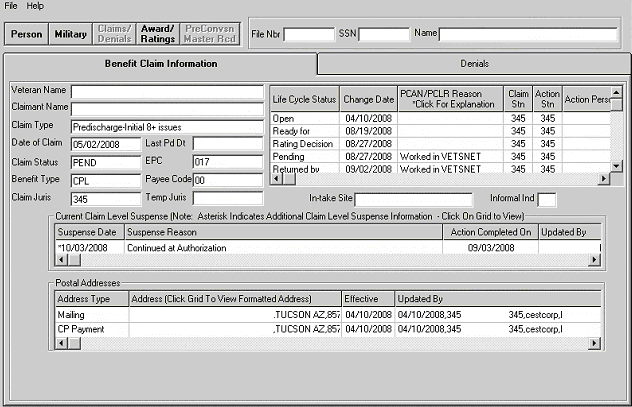 File Help
Person Military Claims/ Denials Award/ Ratings PreConvsn Master Rcd File Nbr SSN Name
Benefit Claim Information Denials
Veteran Name
Claimant Name
Claim Type Predischarge-Initial 8+ issues
Date of Claim 05/02/2008 Last Pd Dt
Claim Status PEND EPC 017
Benefit Type CPL Payee Code 00
Claim Juris 345 Temp Juris
Life Cycle Status Change Date PCAN/PCLR Reason *Click For Explanation Claim Stn Action Stn Action Perso
Open 04/10/2008 345 345
Ready for 08/19/2008 345 345
Rating Decision 08/27/2008 345 345
Pending 08/27/2008 Worked in VETSNET 345 345
Returned by 09/02/2008 Worked in VETSNET 345 345
In-take Site Informal Ind
Current Claim Level Suspense (Note: Asterisk Indicates Additional Claim Level Suspense Information - Click On Grid to View)
Suspense Date Suspense Reason Action Completed On Updated By
*10/03/2008 Continued at Authorization 09/03/2008
Postal Addresses
Address Type Address (Click Grid To View Formatted Address) Effective Updated By
Mailing ,TUCSON AZ,857 04/10/2008 04/10/2008,345 345,cestcorp,I
CP Payment ,TUCSON AZ,857 04/10/2008 04/10/2008,345 345,cestcorp,I